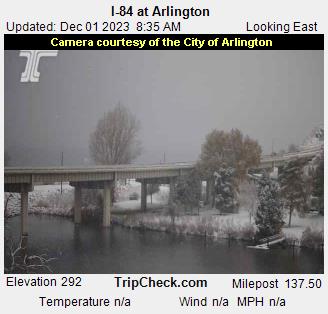 I-84 at Arlington
Updated: Dec 01 2023 8:35 AM Looking East
Camera courtesy of the City of Arlington
Elevation 292 TripCheck.com Milepost 137.50
Temperature n/a Wind n/a MPH n/a